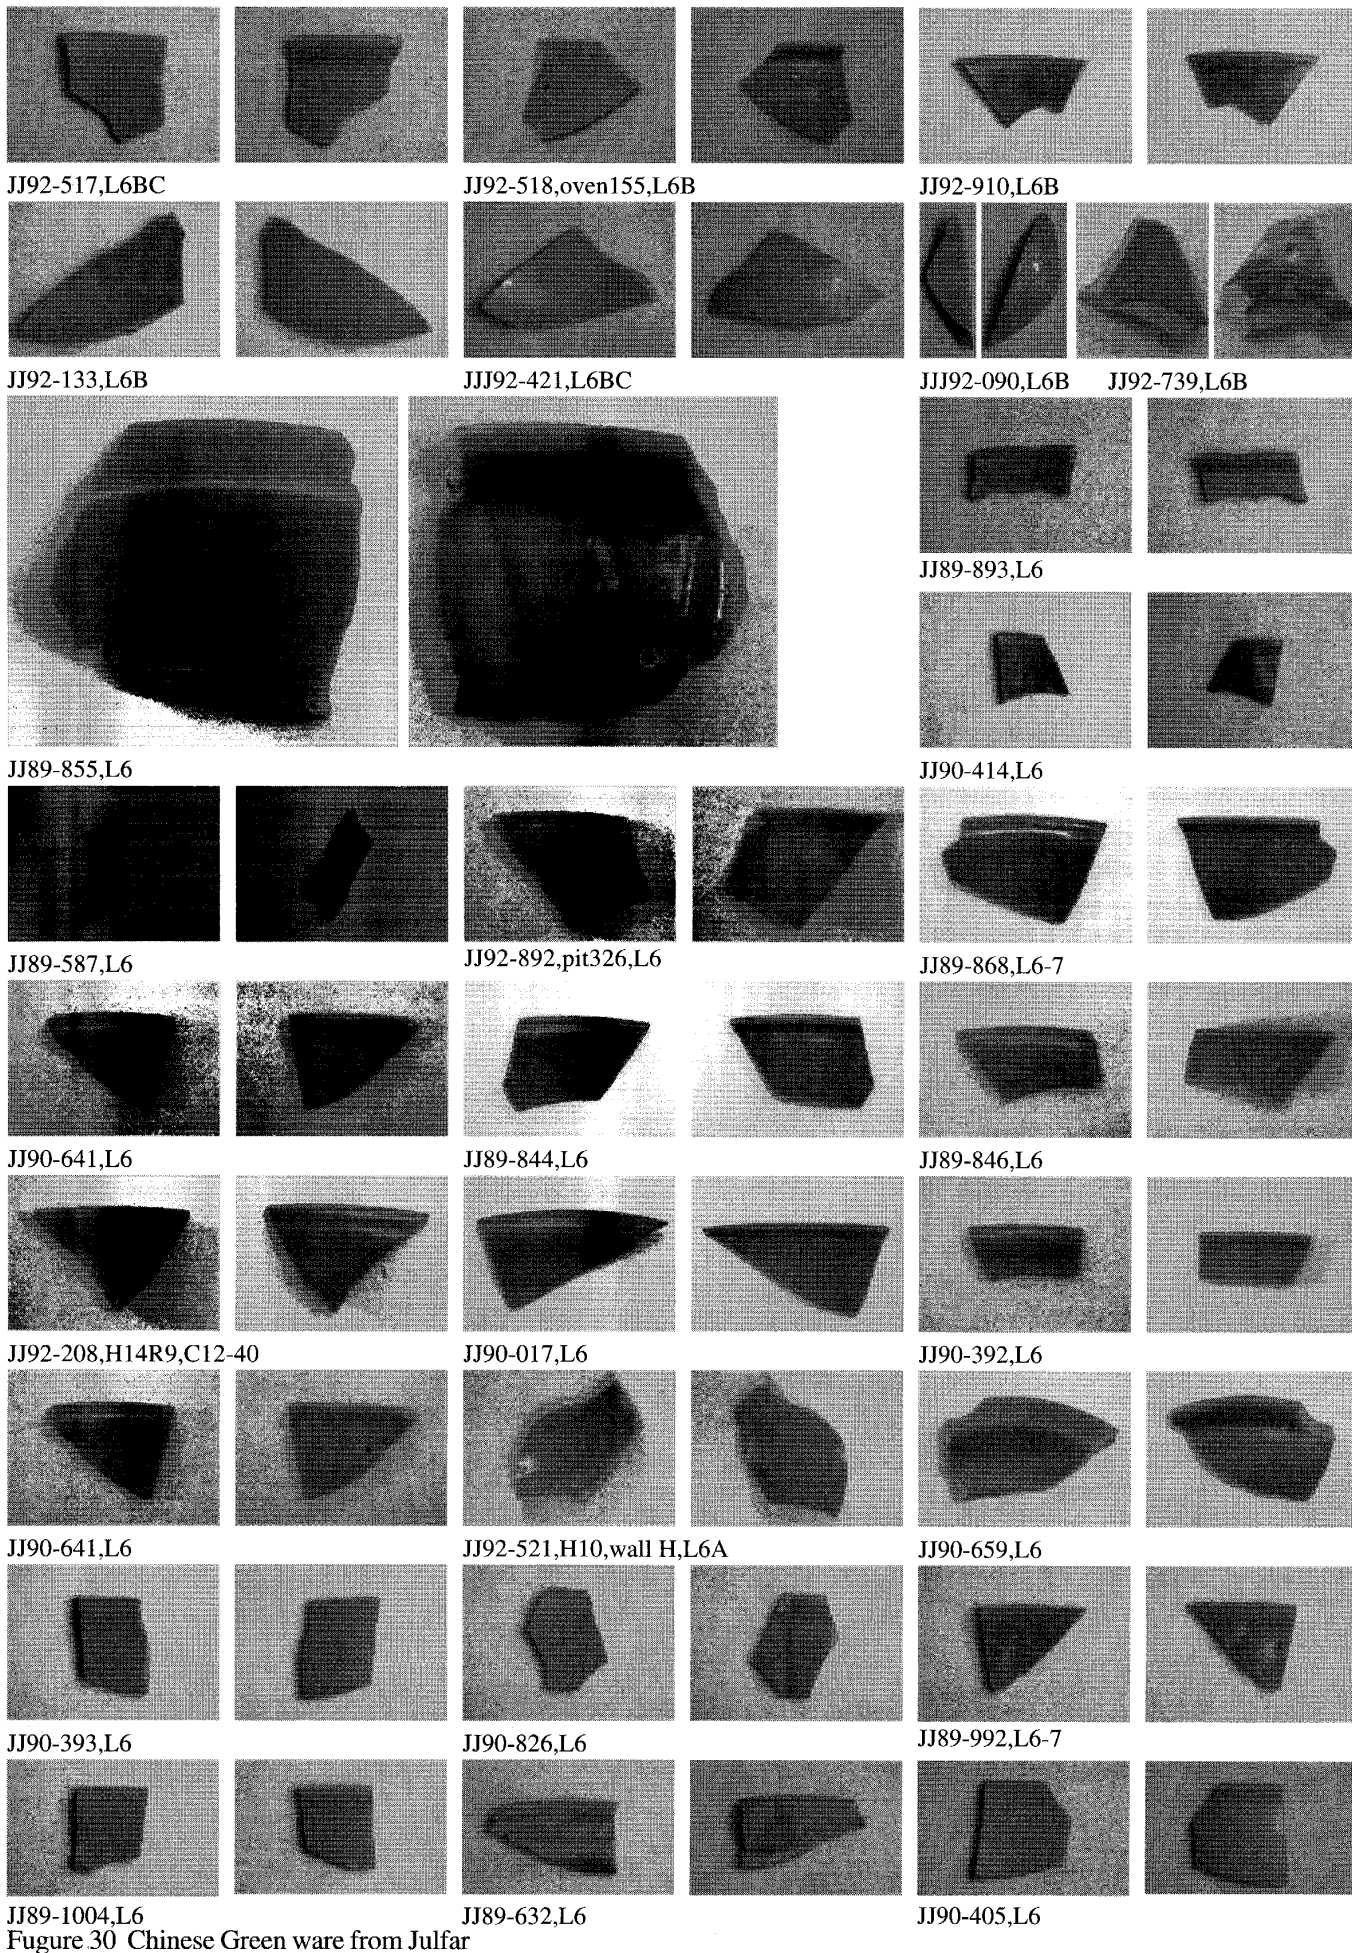 JJ92-517,L6BC
JJ92-518,oven155,L6B
JJ92-910,L6B
JJ92-133,L6B
JJJ92-421,L6BC
JJJ92-090,L6B
JJ92-739,L6B
JJ89-893,L6
JJ89-855,L6
JJ90-414,L6
JJ89-587,L6
JJ92-892,pit326,L6
JJ89-868,L6-7
JJ90-641,L6
JJ89-844,L6
JJ89-846,L6
JJ92-208,H14R9,C12-40
JJ90-017,L6
JJ90-392,L6
JJ90-641,L6
JJ92-521,H10,wall H,L6A
JJ90-659,L6
JJ90-393,L6
JJ90-826,L6
JJ89-992,L6-7
JJ89-1004,L6
JJ89-632,L6
JJ90-405,L6
Fugure 30 Chinese Green ware from Julfar